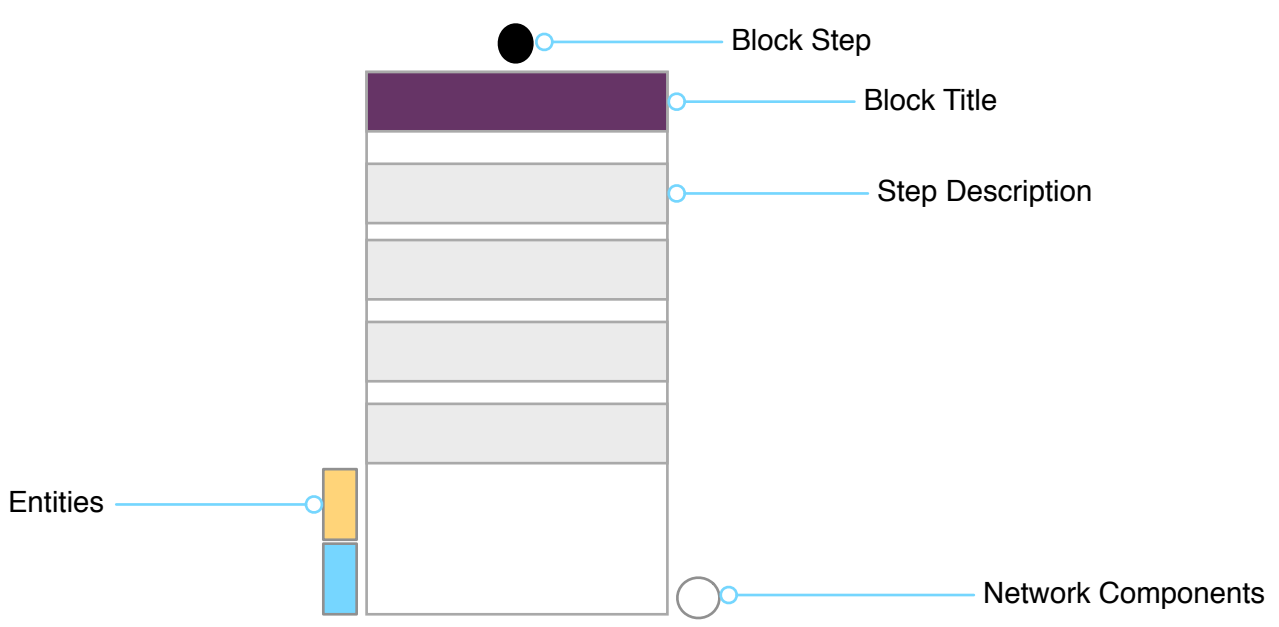 Block Step
Block Title
Step Description
Entities
Network Components